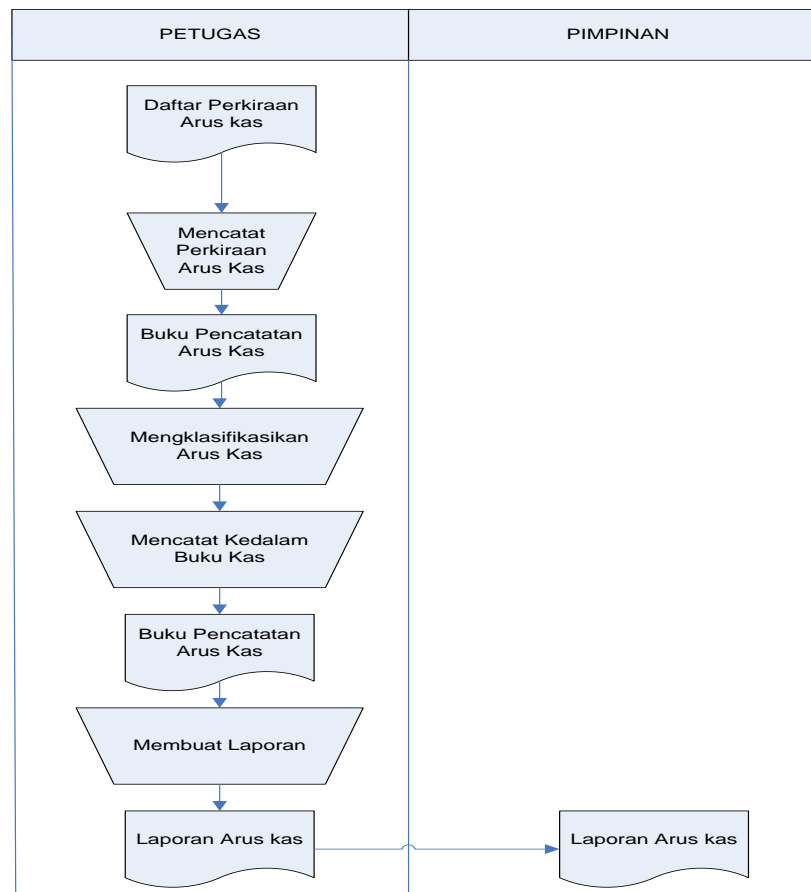 PETUGAS
PIMPINAN
Daftar Perkiraan
Arus kas
Mencatat
Perkiraan
Arus Kas
Buku Pencatatan
Arus Kas
Mengklasifikasikan
Arus Kas
Mencatat Kedalam
Buku Kas
Buku Pencatatan
Arus Kas
Membuat Laporan
Laporan Arus kas
Laporan Arus kas